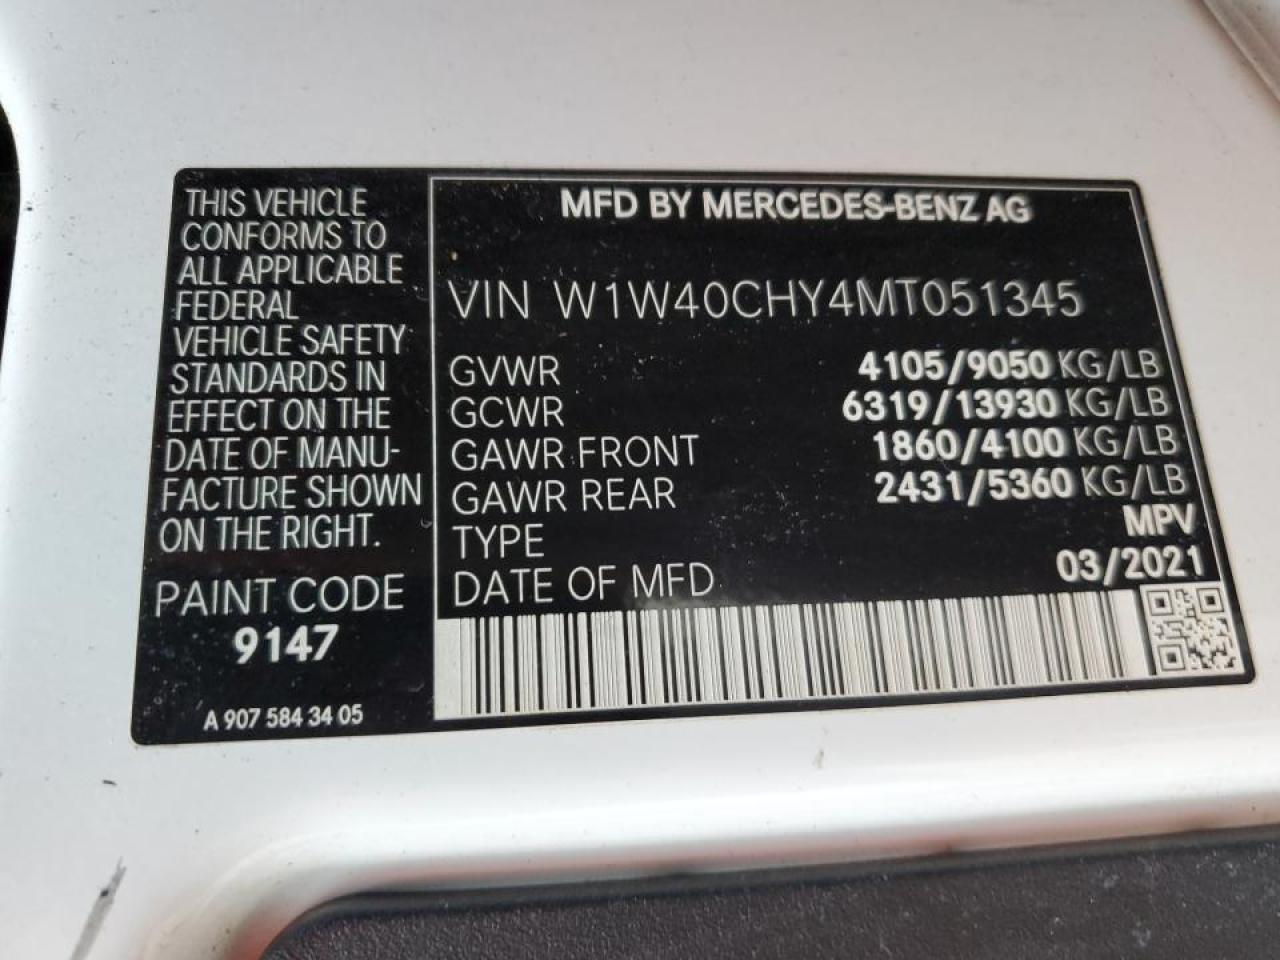 THIS VEHICLE
CONFORMS TO
ALL APPLICABLE
FEDERAL
VEHICLE SAFETY
STANDARDS IN
EFFECT ON THE
DATE OF MANU-
FACTURE SHOWN
ON THE RIGHT.
PAINT CODE
9147
A 907 584 34 05
MFD BY MERCEDES-BENZ AG
VIN W1W40CHY4MT051345
GVWR 4105/9050 KG/LB
GCWR 6319/13930 KG/LB
GAWR FRONT 1860/4100 KG/LB
GAWR REAR 2431/5360 KG/LB
TYPE MPV
DATE OF MFD 03/2021